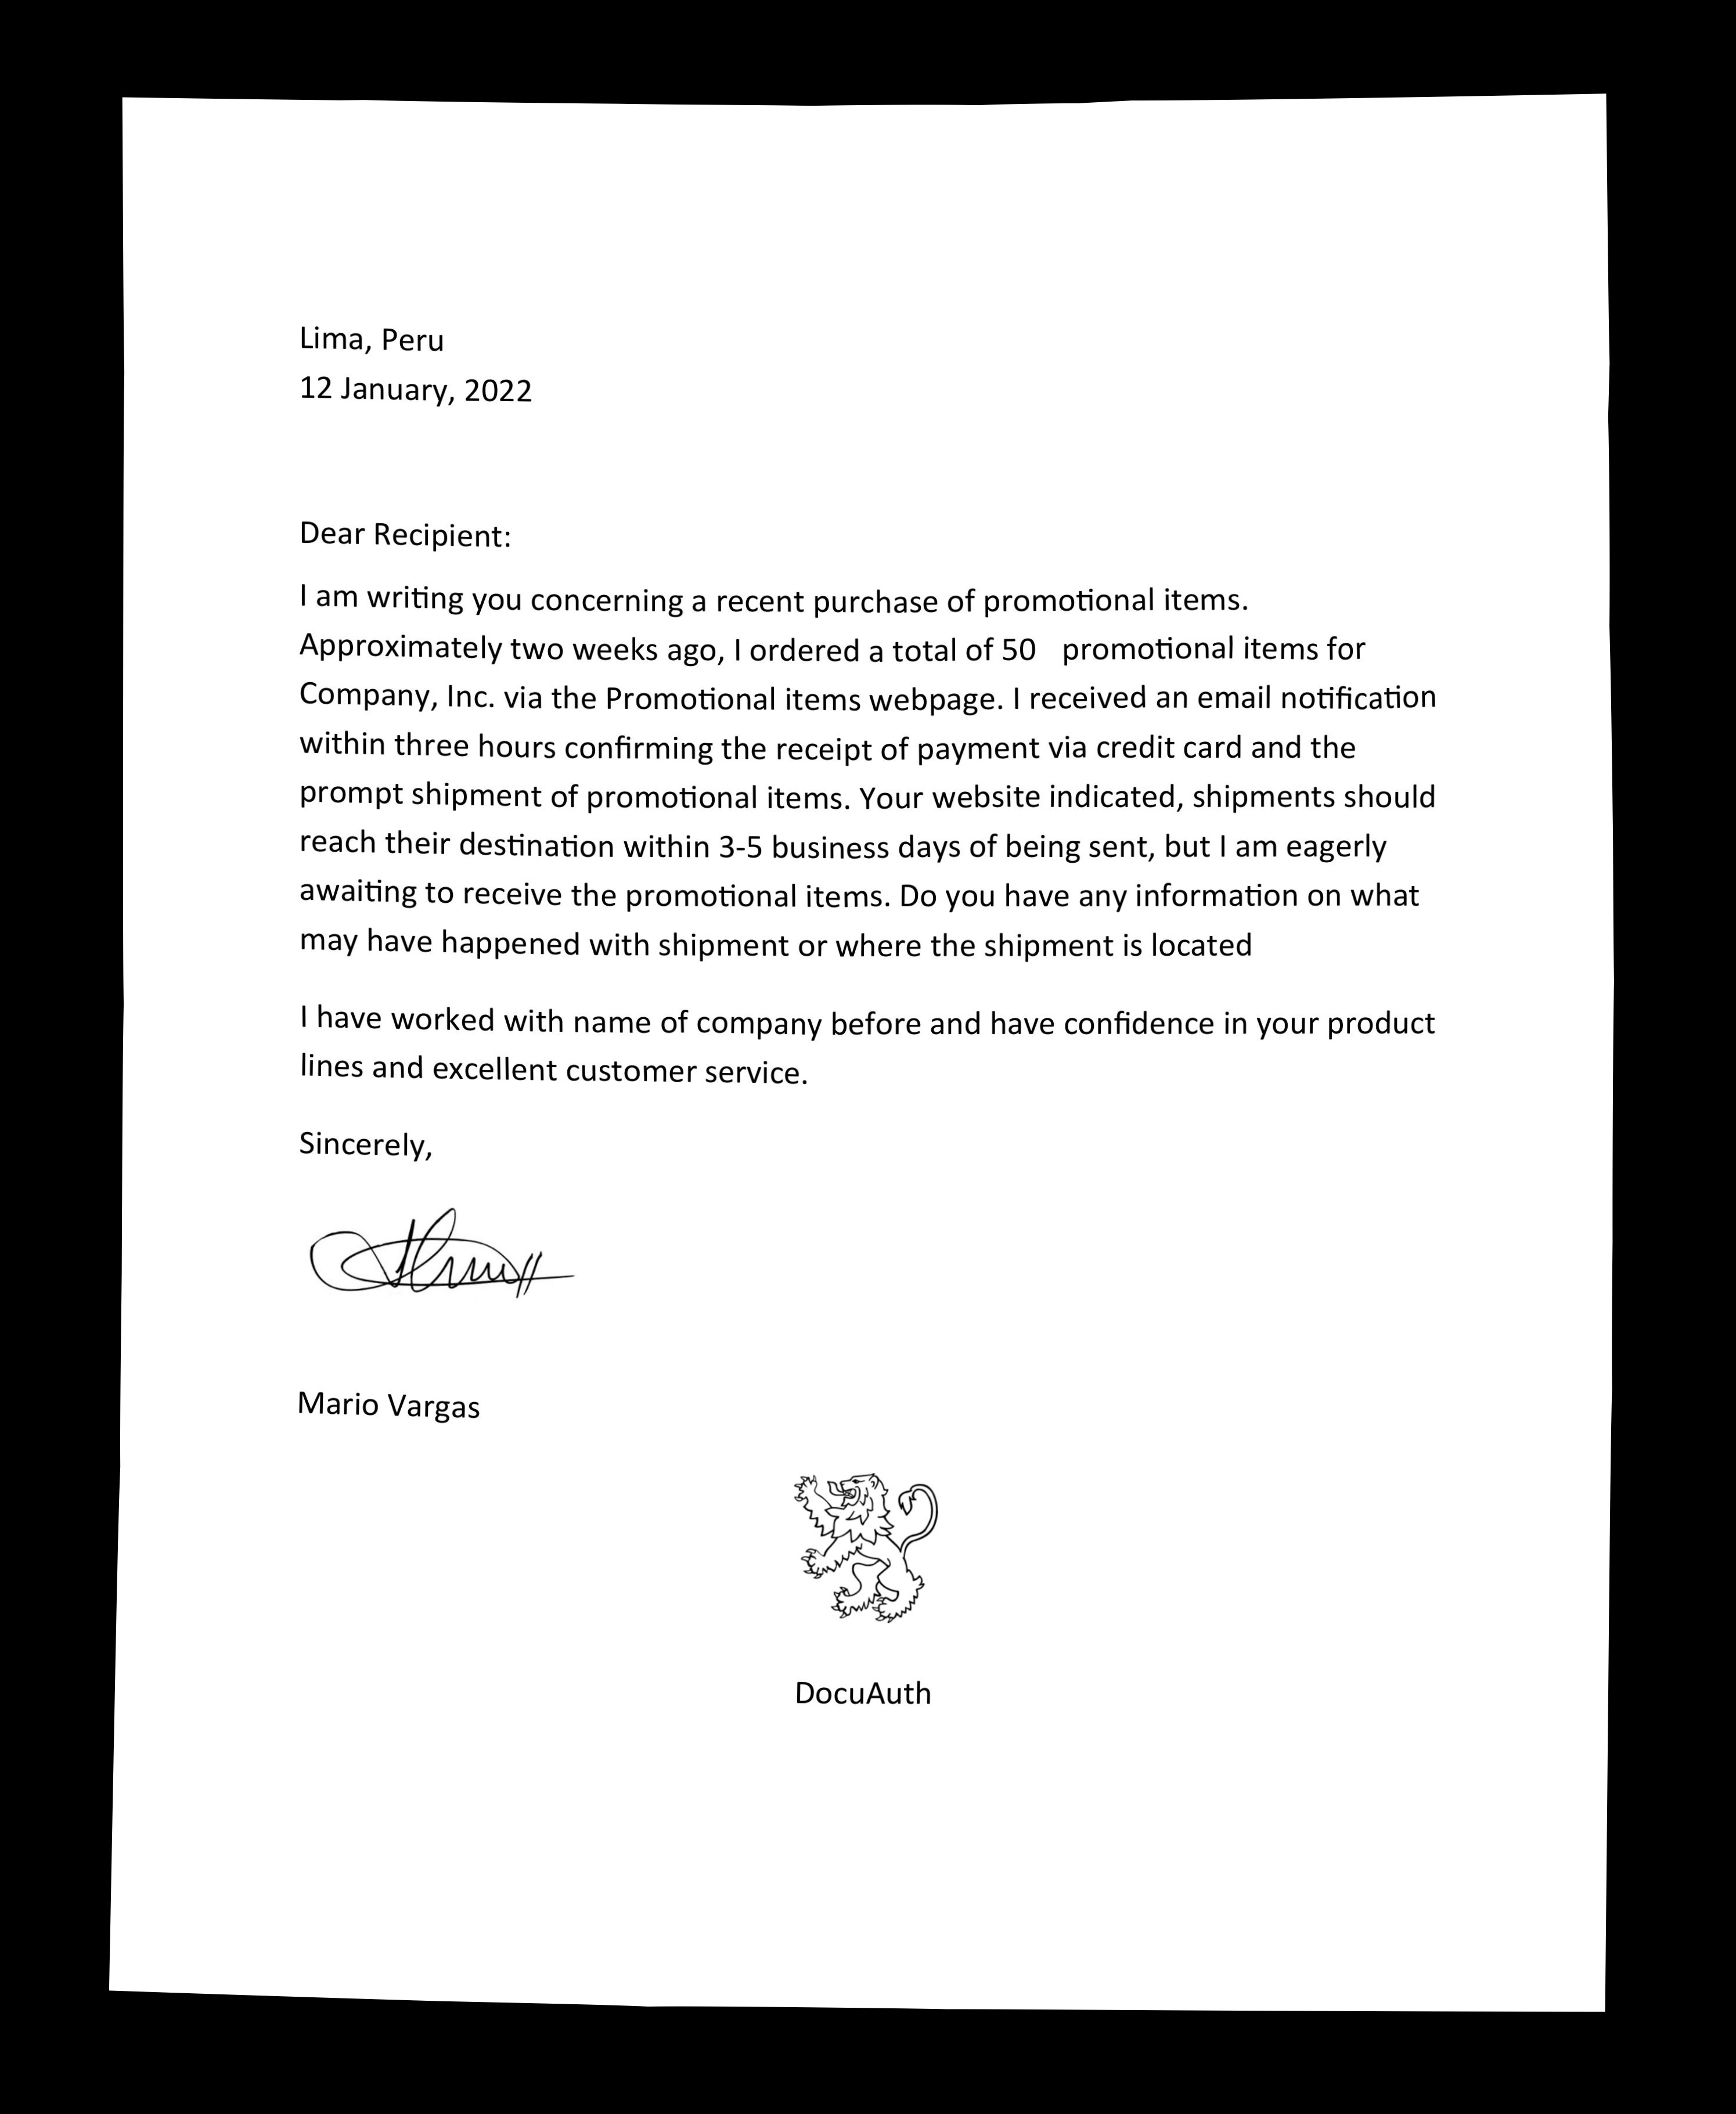 Lima, Peru
12 January, 2022
Dear Recipient:
I am writing you concerning a recent purchase of promotional items.
Approximately two weeks ago, I ordered a total of 50   promotional items for
Company, Inc. via the Promotional items webpage. I received an email notification
within three hours confirming the receipt of payment via credit card and the
prompt shipment of promotional items. Your website indicated, shipments should
reach their destination within 3-5 business days of being sent, but I am eagerly
awaiting to receive the promotional items. Do you have any information on what
may have happened with shipment or where the shipment is located
I have worked with name of company before and have confidence in your product
lines and excellent customer service.
Sincerely,
Mario Vargas
DocuAuth